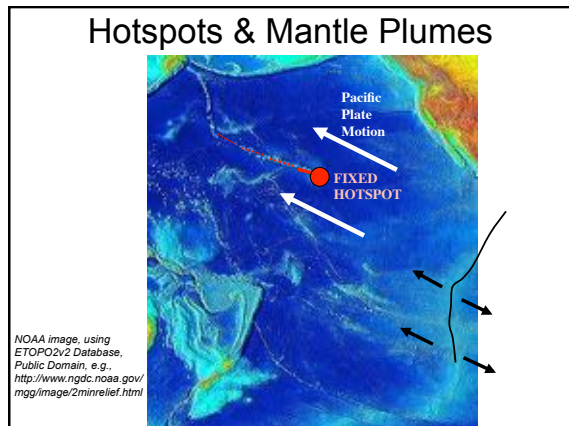 Hotspots & Mantle Plumes
Pacific
Plate
Motion
FIXED
HOTSPOT
NOAA image, using
ETOPO2v2 Database,
Public Domain, e.g.,
http://www.ngdc.noaa.gov/
mgg/image/2minrelief.html